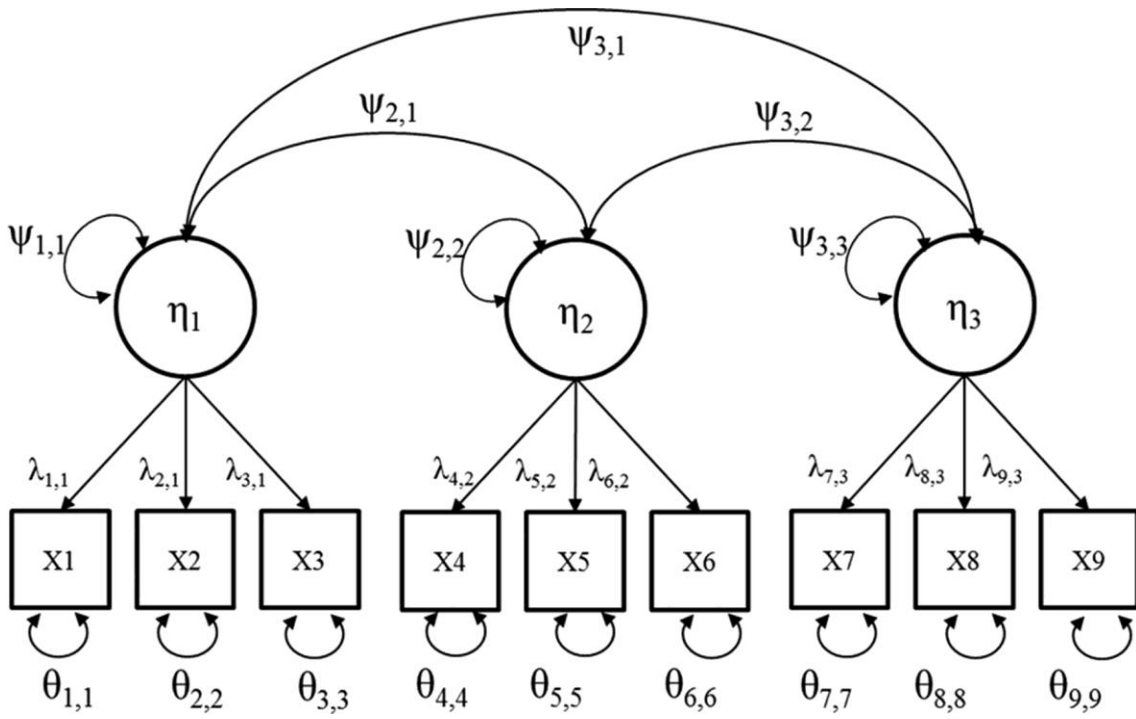 ψ3,1
ψ2,1
ψ3,2
ψ1,1
ψ2,2
ψ3,3
η1
η2
η3
λ1,1 λ2,1 λ3,1
λ4,2 λ5,2 λ6,2
λ7,3 λ8,3 λ9,3
X1 X2 X3 X4 X5 X6 X7 X8 X9
θ1,1 θ2,2 θ3,3 θ4,4 θ5,5 θ6,6 θ7,7 θ8,8 θ9,9